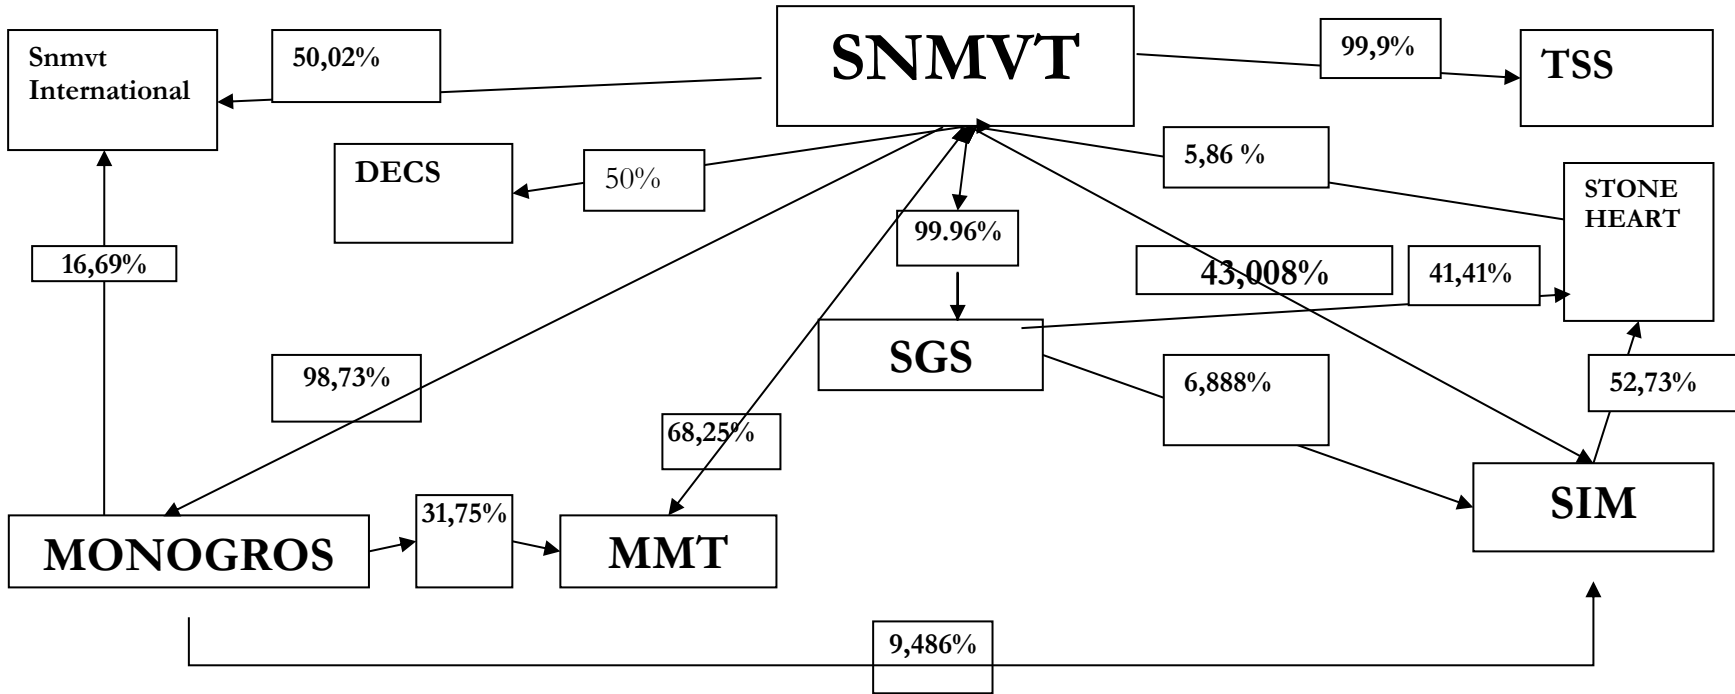 SNMVT
Snmvt
International
50,02%
99,9%
TSS
DECS
50%
5,86 %
STONE
HEART
99.96%
16,69%
43,008%
41,41%
SGS
98,73%
6,888%
52,73%
68,25%
31,75%
MONOGROS
MMT
SIM
9,486%